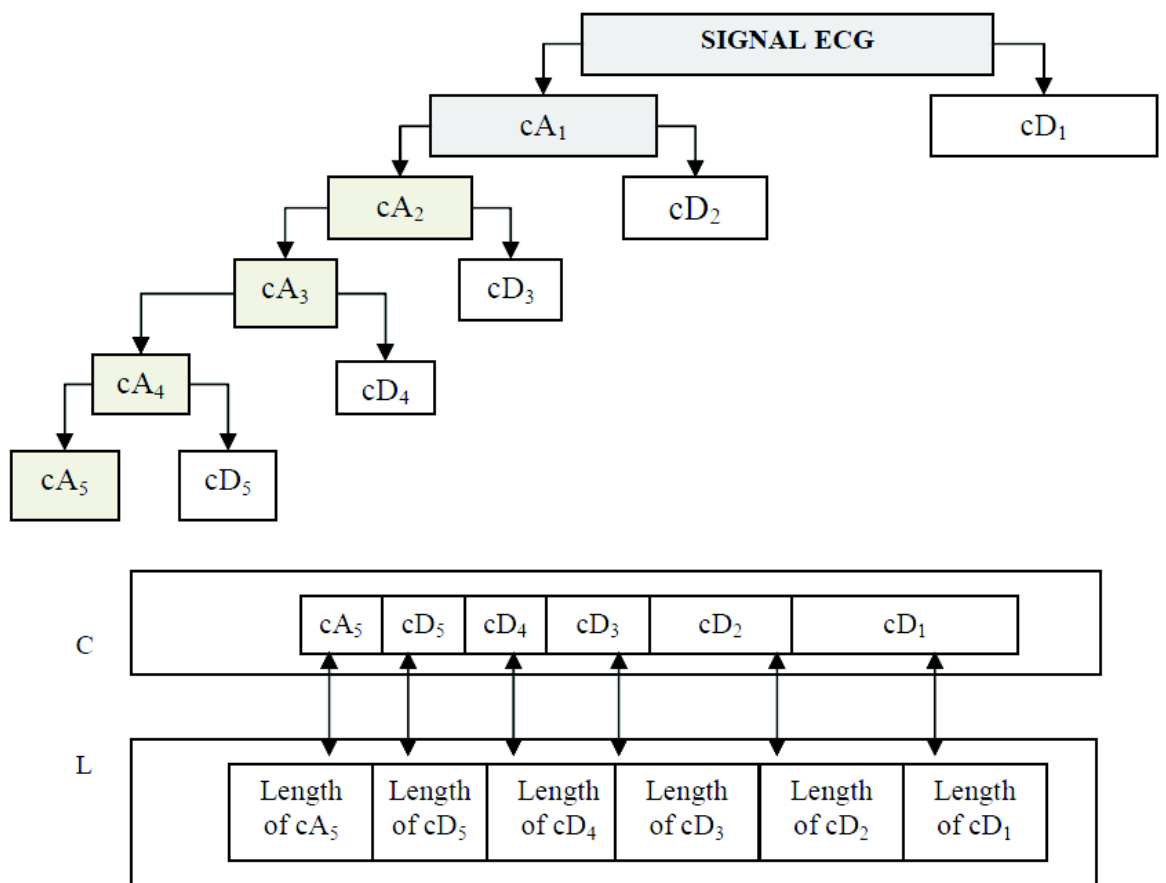 SIGNAL ECG
cA₁
cD₁
cA₂
cD₂
cA₃
cD₃
cA₄
cD₄
cA₅
cD₅
C
cA₅ cD₅ cD₄ cD₃ cD₂ cD₁
L
Length Length Length Length Length Length
of cA₅ of cD₅ of cD₄ of cD₃ of cD₂ of cD₁